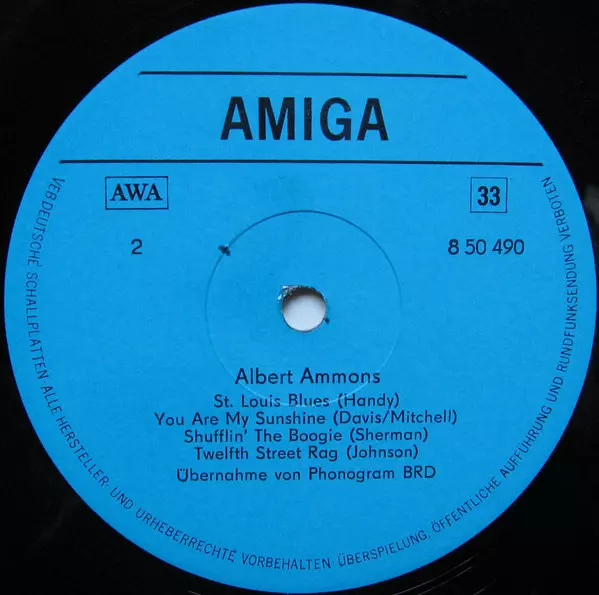 AMIGA
AWA
33
2
8 50 490
Albert Ammons
St. Louis Blues (Handy)
You Are My Sunshine (Davis/Mitchell)
Shufflin' The Boogie (Sherman)
Twelfth Street Rag (Johnson)
Übernahme von Phonogram BRD
VEB DEUTSCHE SCHALLPLATTEN · ALLE HERSTELLER- UND URHEBERRECHTE VORBEHALTEN · ÜBERSPIELUNG, ÖFFENTLICHE AUFFÜHRUNG UND RUNDFUNKSENDUNG VERBOTEN